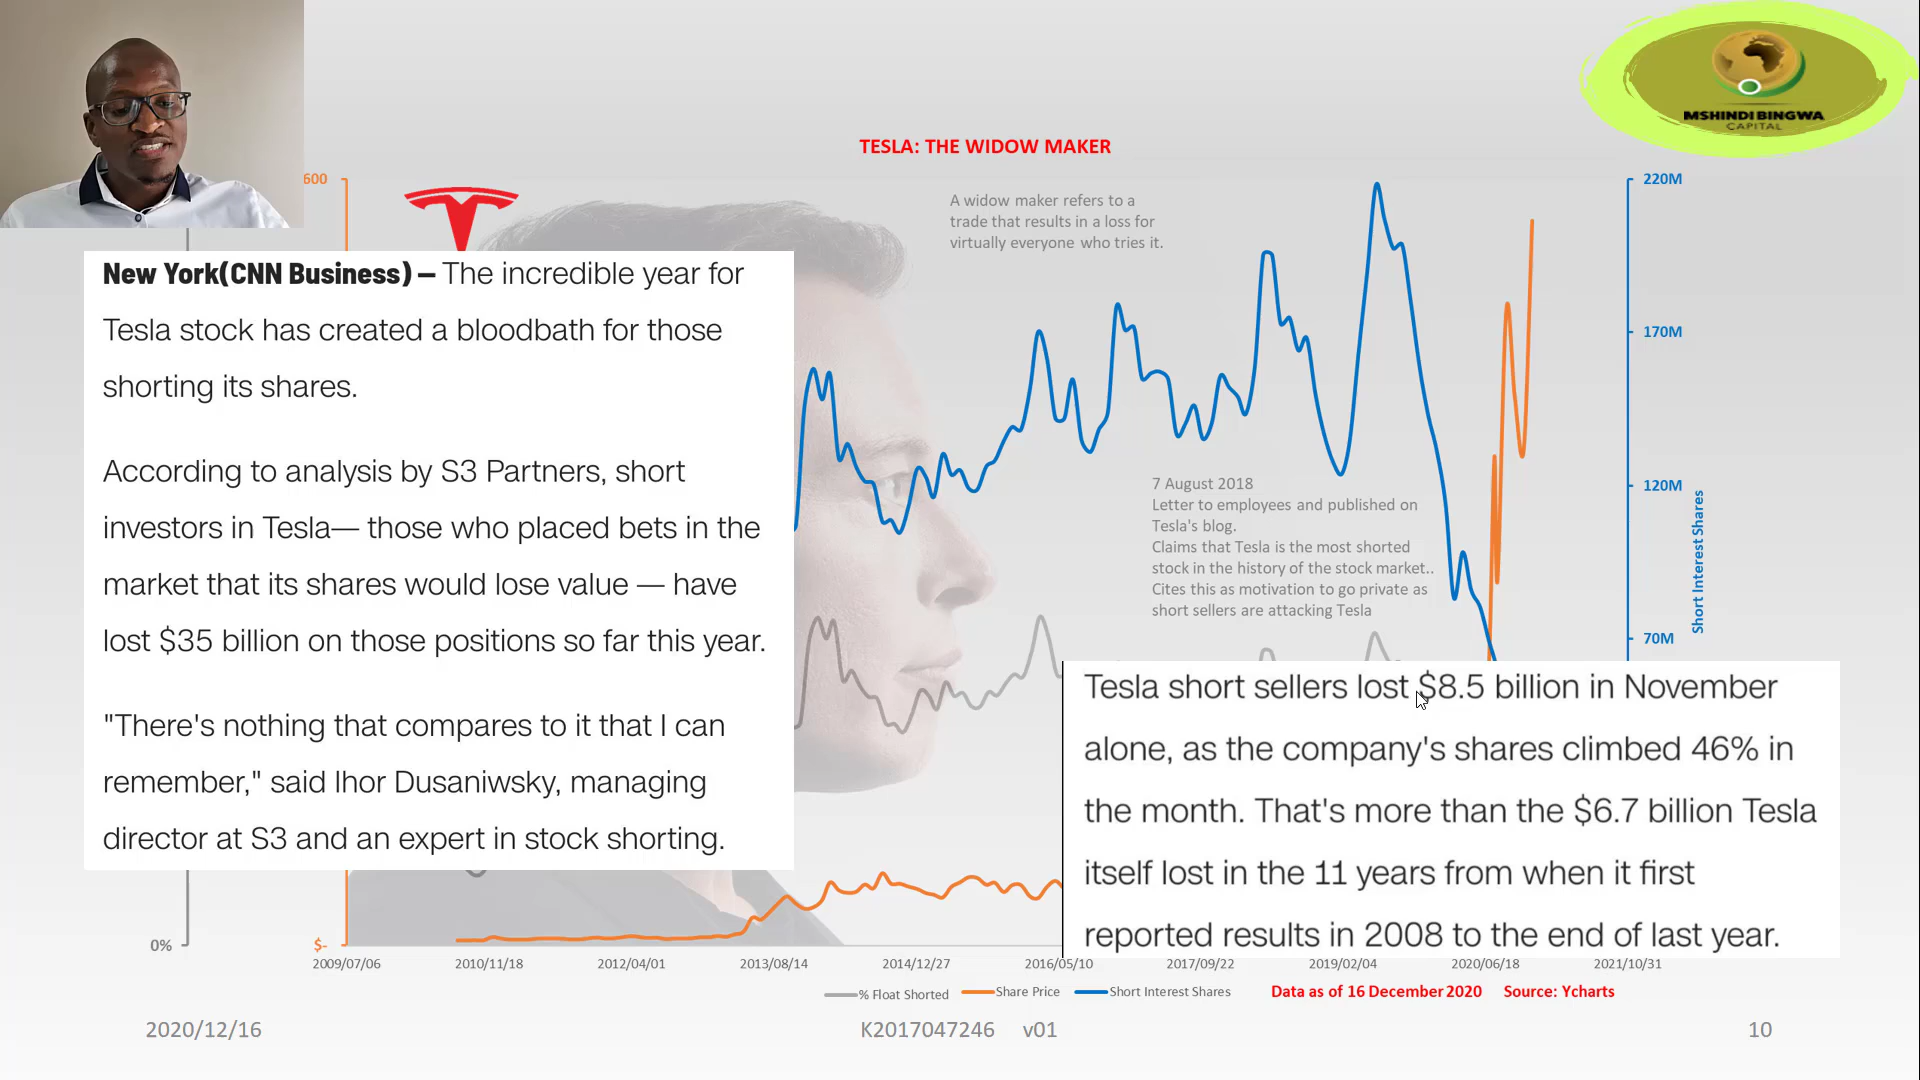 MSHINDI BINGWA
CAPITAL
TESLA: THE WIDOW MAKER
600
220M
A widow maker refers to a
trade that results in a loss for
virtually everyone who tries it.
New York(CNN Business) — The incredible year for
Tesla stock has created a bloodbath for those
shorting its shares.
According to analysis by S3 Partners, short
investors in Tesla— those who placed bets in the
market that its shares would lose value — have
lost $35 billion on those positions so far this year.
"There's nothing that compares to it that I can
remember," said Ihor Dusaniwsky, managing
director at S3 and an expert in stock shorting.
170M
120M
7 August 2018
Letter to employees and published on
Tesla's blog.
Claims that Tesla is the most shorted
stock in the history of the stock market..
Cites this as motivation to go private as
short sellers are attacking Tesla
Short Interest Shares
70M
Tesla short sellers lost $8.5 billion in November
alone, as the company's shares climbed 46% in
the month. That's more than the $6.7 billion Tesla
itself lost in the 11 years from when it first
reported results in 2008 to the end of last year.
0%
$-
2009/07/06 2010/11/18 2012/04/01 2013/08/14 2014/12/27 2016/05/10 2017/09/22 2019/02/04 2020/06/18 2021/10/31
% Float Shorted Share Price Short Interest Shares Data as of 16 December 2020 Source: Ycharts
2020/12/16 K2017047246 v01 10